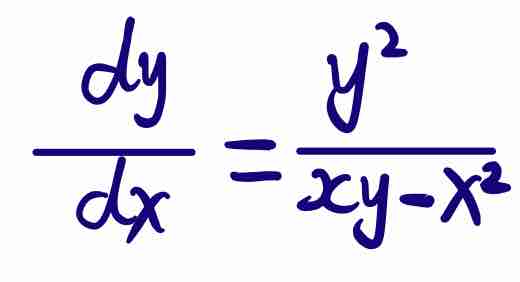 dy/dx = y²/(xy-x²)